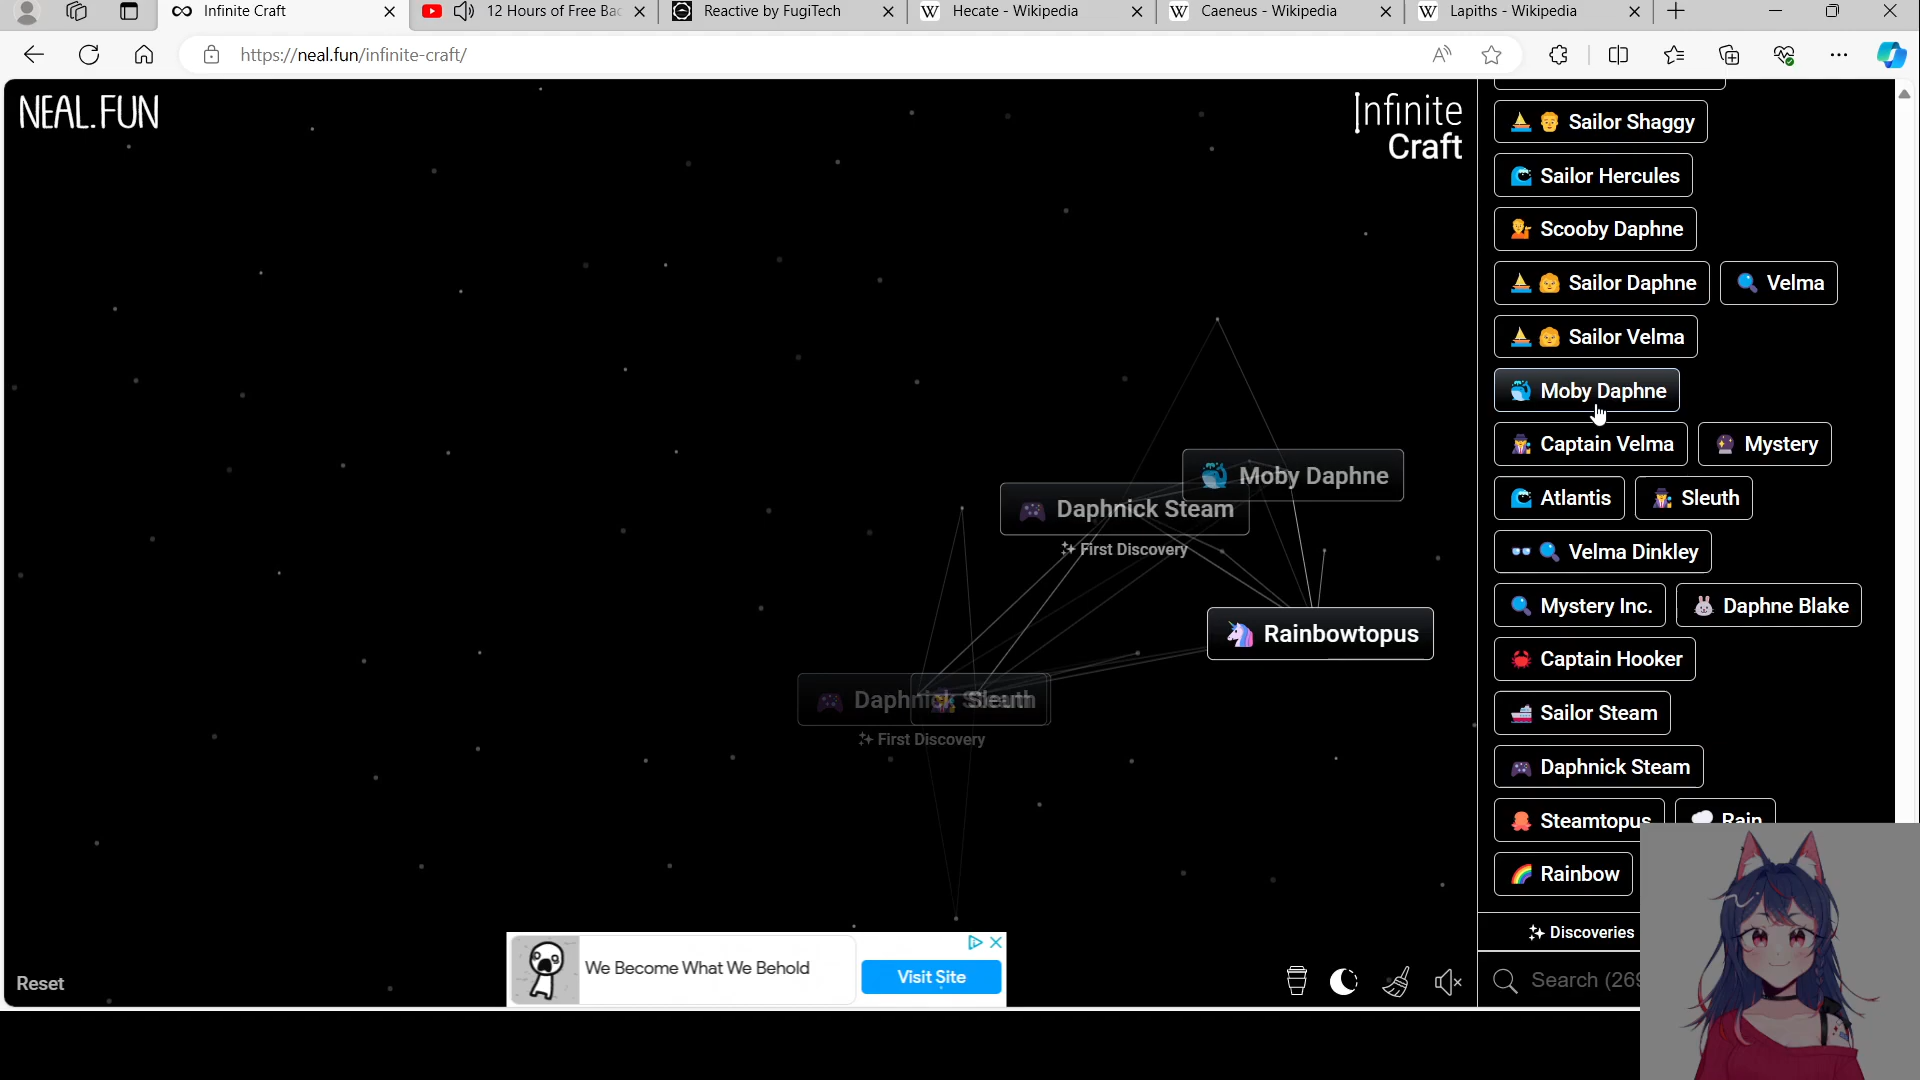 Infinite Craft
12 Hours of Free Bac
Reactive by FugiTech
Hecate - Wikipedia
Caeneus - Wikipedia
Lapiths - Wikipedia
https://neal.fun/infinite-craft/
NEAL.FUN
Infinite
Craft
Sailor Shaggy
Sailor Hercules
Scooby Daphne
Sailor Daphne
Velma
Sailor Velma
Moby Daphne
Captain Velma
Mystery
Atlantis
Sleuth
Velma Dinkley
Mystery Inc.
Daphne Blake
Captain Hooker
Sailor Steam
Daphnick Steam
Steamtopus
Rain
Rainbow
Discoveries
Search (269
Moby Daphne
Daphnick Steam
First Discovery
Rainbowtopus
Daphnick Steam
Sleuth
First Discovery
We Become What We Behold
Visit Site
Reset